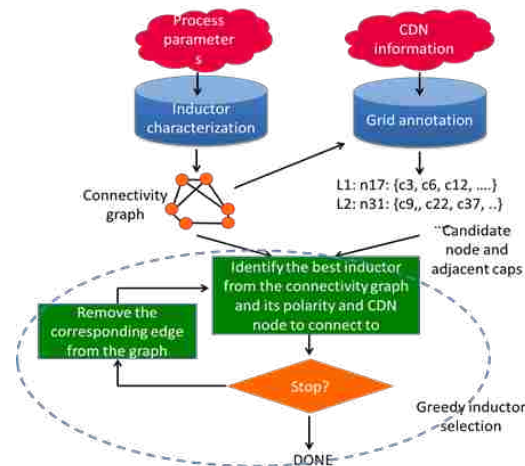 Process
parameter
s
CDN
information
Inductor
characterization
Grid annotation
Connectivity
graph
L1: n17: {c3, c6, c12, ....}
L2: n31: {c9,, c22, c37, ..}
...
Candidate
node and
adjacent caps
Identify the best inductor
from the connectivity graph
and its polarity and CDN
node to connect to
Remove the
corresponding edge
from the graph
Stop?
Greedy inductor
selection
DONE